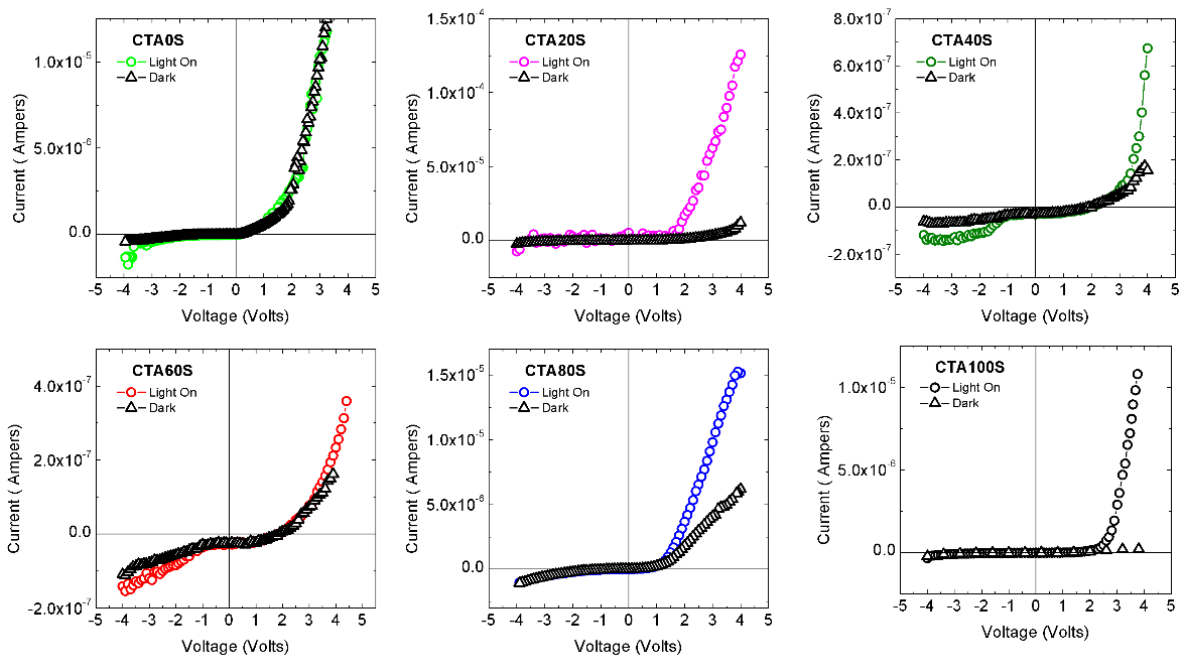 CTA0S
Light On
Dark
1.0x10⁻⁵
5.0x10⁻⁶
0.0
-5 -4 -3 -2 -1 0 1 2 3 4 5
Voltage (Volts)
Current ( Ampers)
CTA20S
Light On
Dark
1.5x10⁻⁴
1.0x10⁻⁴
5.0x10⁻⁵
0.0
-5 -4 -3 -2 -1 0 1 2 3 4 5
Voltage (Volts)
Current ( Ampers)
CTA40S
Light On
Dark
8.0x10⁻⁷
6.0x10⁻⁷
4.0x10⁻⁷
2.0x10⁻⁷
0.0
-2.0x10⁻⁷
-5 -4 -3 -2 -1 0 1 2 3 4 5
Voltage (Volts)
Current ( Ampers)
CTA60S
Light On
Dark
4.0x10⁻⁷
2.0x10⁻⁷
0.0
-2.0x10⁻⁷
-5 -4 -3 -2 -1 0 1 2 3 4 5
Voltage (Volts)
Current ( Ampers)
CTA80S
Light On
Dark
1.5x10⁻⁵
1.0x10⁻⁵
5.0x10⁻⁶
0.0
-5 -4 -3 -2 -1 0 1 2 3 4 5
Voltage (Volts)
Current ( Ampers)
CTA100S
Light On
Dark
1.0x10⁻⁵
5.0x10⁻⁶
0.0
-5 -4 -3 -2 -1 0 1 2 3 4 5
Voltage (Volts)
Current ( Ampers)